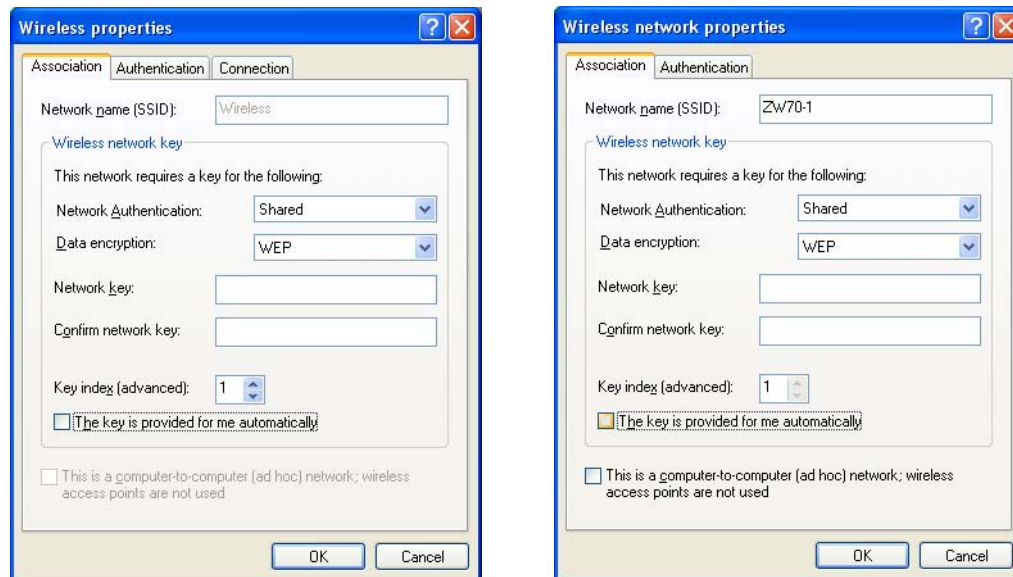 Wireless properties
Association Authentication Connection
Network name (SSID): Wireless
Wireless network key
This network requires a key for the following:
Network Authentication: Shared
Data encryption: WEP
Network key:
Confirm network key:
Key index (advanced): 1
The key is provided for me automatically
This is a computer-to-computer (ad hoc) network; wireless
access points are not used
OK Cancel
Wireless network properties
Association Authentication
Network name (SSID): ZW70-1
Wireless network key
This network requires a key for the following:
Network Authentication: Shared
Data encryption: WEP
Network key:
Confirm network key:
Key index (advanced): 1
The key is provided for me automatically
This is a computer-to-computer (ad hoc) network; wireless
access points are not used
OK Cancel